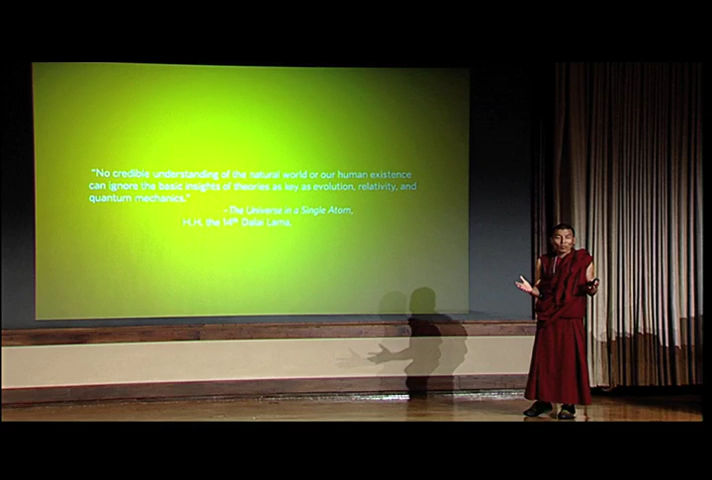 "No credible understanding of the natural world or our human existence
can ignore the basic insights of theories as key as evolution, relativity, and
quantum mechanics."
-The Universe in a Single Atom,
H.H. the 14th Dalai Lama,